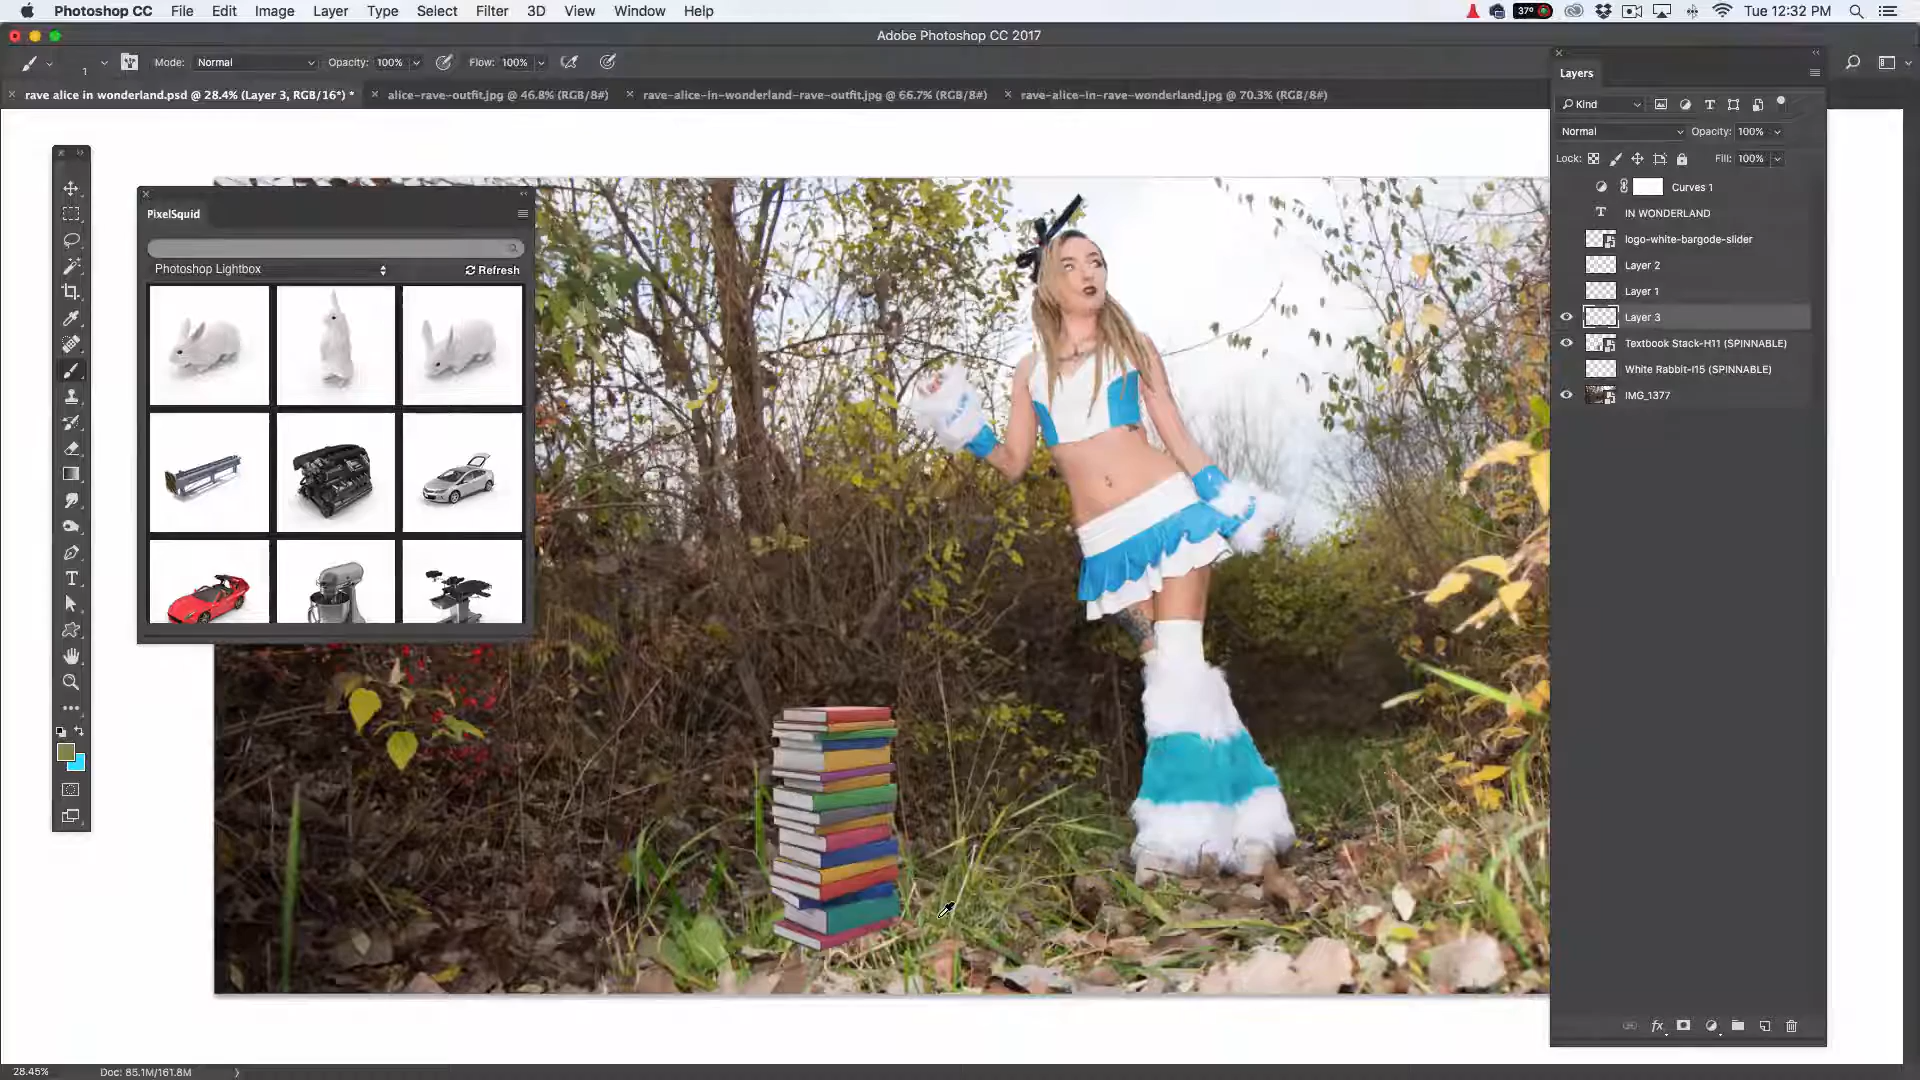 Photoshop CC File Edit Image Layer Type Select Filter 3D View Window Help 37° Tue 12:32 PM
Adobe Photoshop CC 2017
1 Mode: Normal Opacity: 100% Flow: 100%
rave alice in wonderland.psd @ 28.4% (Layer 3, RGB/16*) * alice-rave-outfit.jpg @ 46.8% (RGB/8#) rave-alice-in-wonderland-rave-outfit.jpg @ 66.7% (RGB/8#) rave-alice-in-rave-wonderland.jpg @ 70.3% (RGB/8#)
PixelSquid
Photoshop Lightbox Refresh
Layers
Kind
Normal Opacity: 100%
Lock: Fill: 100%
Curves 1
IN WONDERLAND
logo-white-bargode-slider
Layer 2
Layer 1
Layer 3
Textbook Stack-H11 (SPINNABLE)
White Rabbit-I15 (SPINNABLE)
IMG_1377
fx
28.45% Doc: 85.1M/161.8M